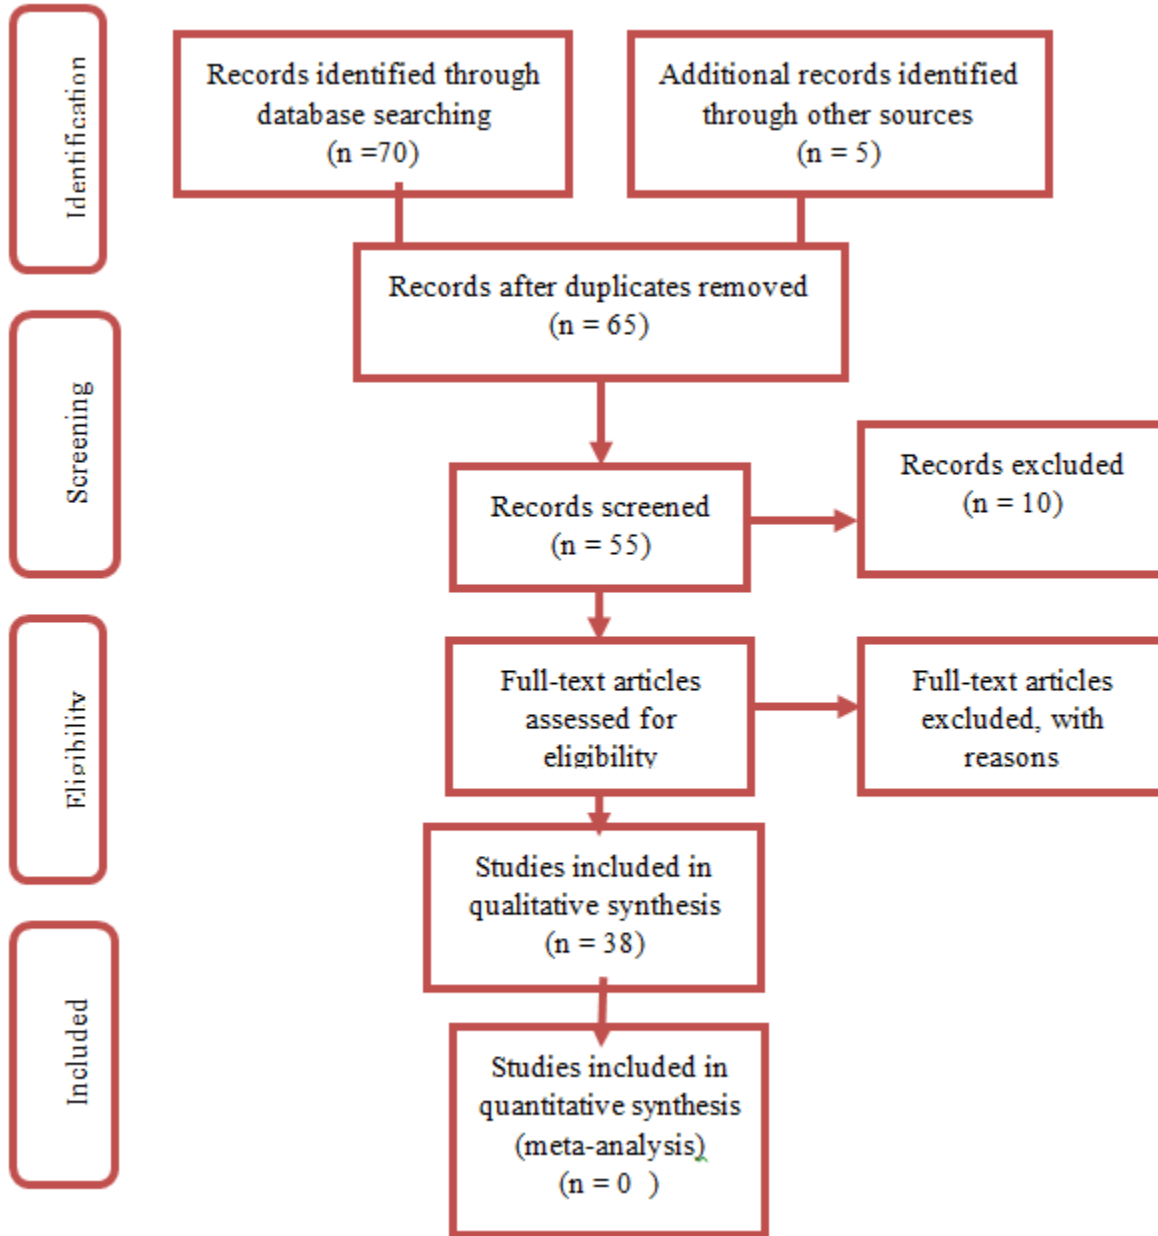 Identification
Records identified through
database searching
(n =70)
Additional records identified
through other sources
(n = 5)
Records after duplicates removed
(n = 65)
Screening
Records screened
(n = 55)
Records excluded
(n = 10)
Eligibility
Full-text articles
assessed for
eligibility
Full-text articles
excluded, with
reasons
Studies included in
qualitative synthesis
(n = 38)
Included
Studies included in
quantitative synthesis
(meta-analysis)
(n = 0  )